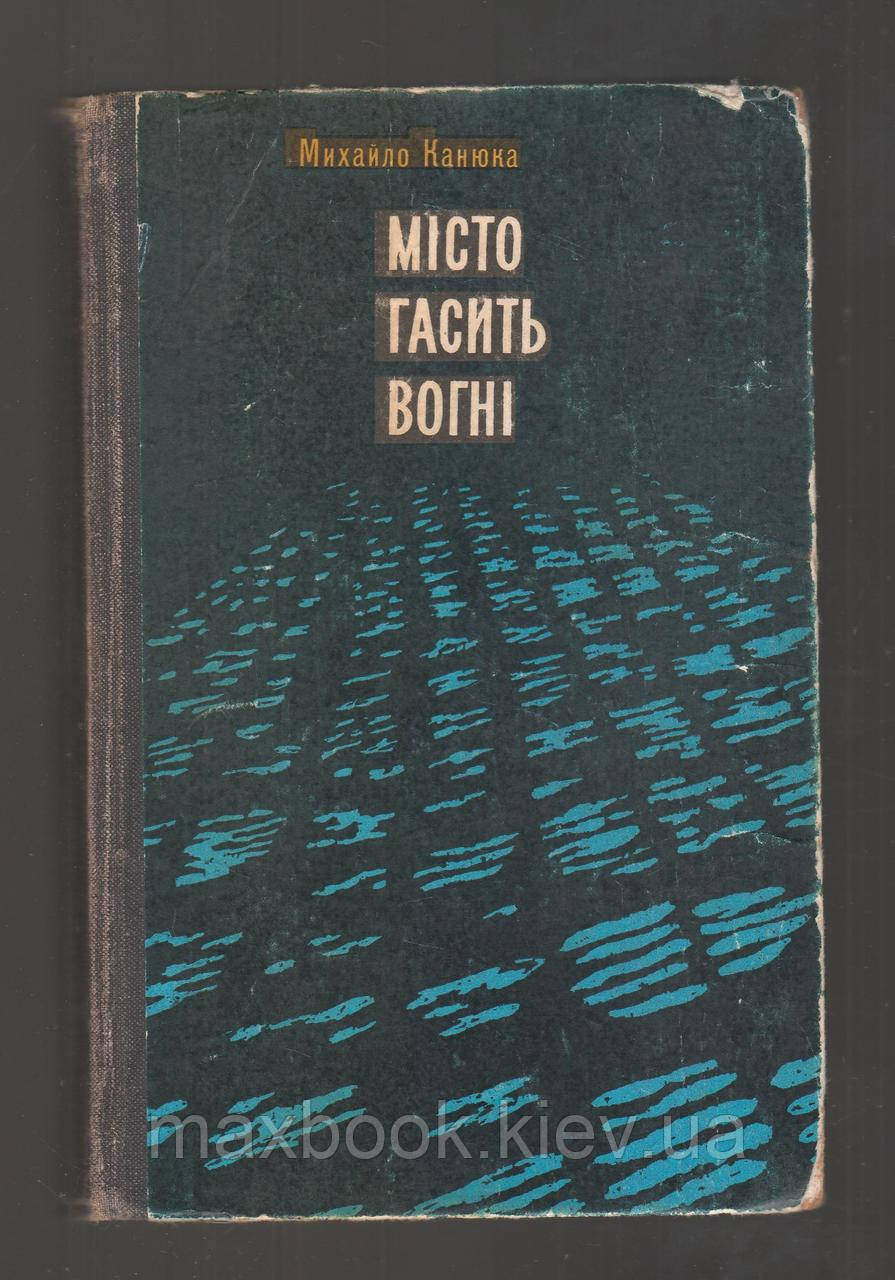 Михайло Канюка
МІСТО
ГАСИТЬ
ВОГНІ
maxbook.kiev.ua